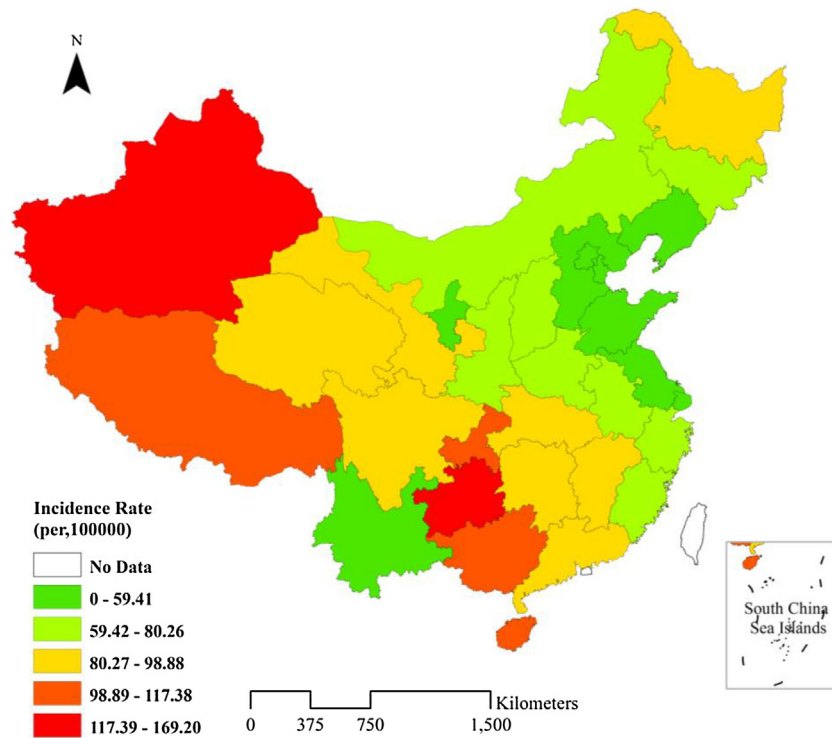 N
Incidence Rate
(per,100000)
No Data
0 - 59.41
59.42 - 80.26
80.27 - 98.88
98.89 - 117.38
117.39 - 169.20
Kilometers
0 375 750 1,500
South China
Sea Islands